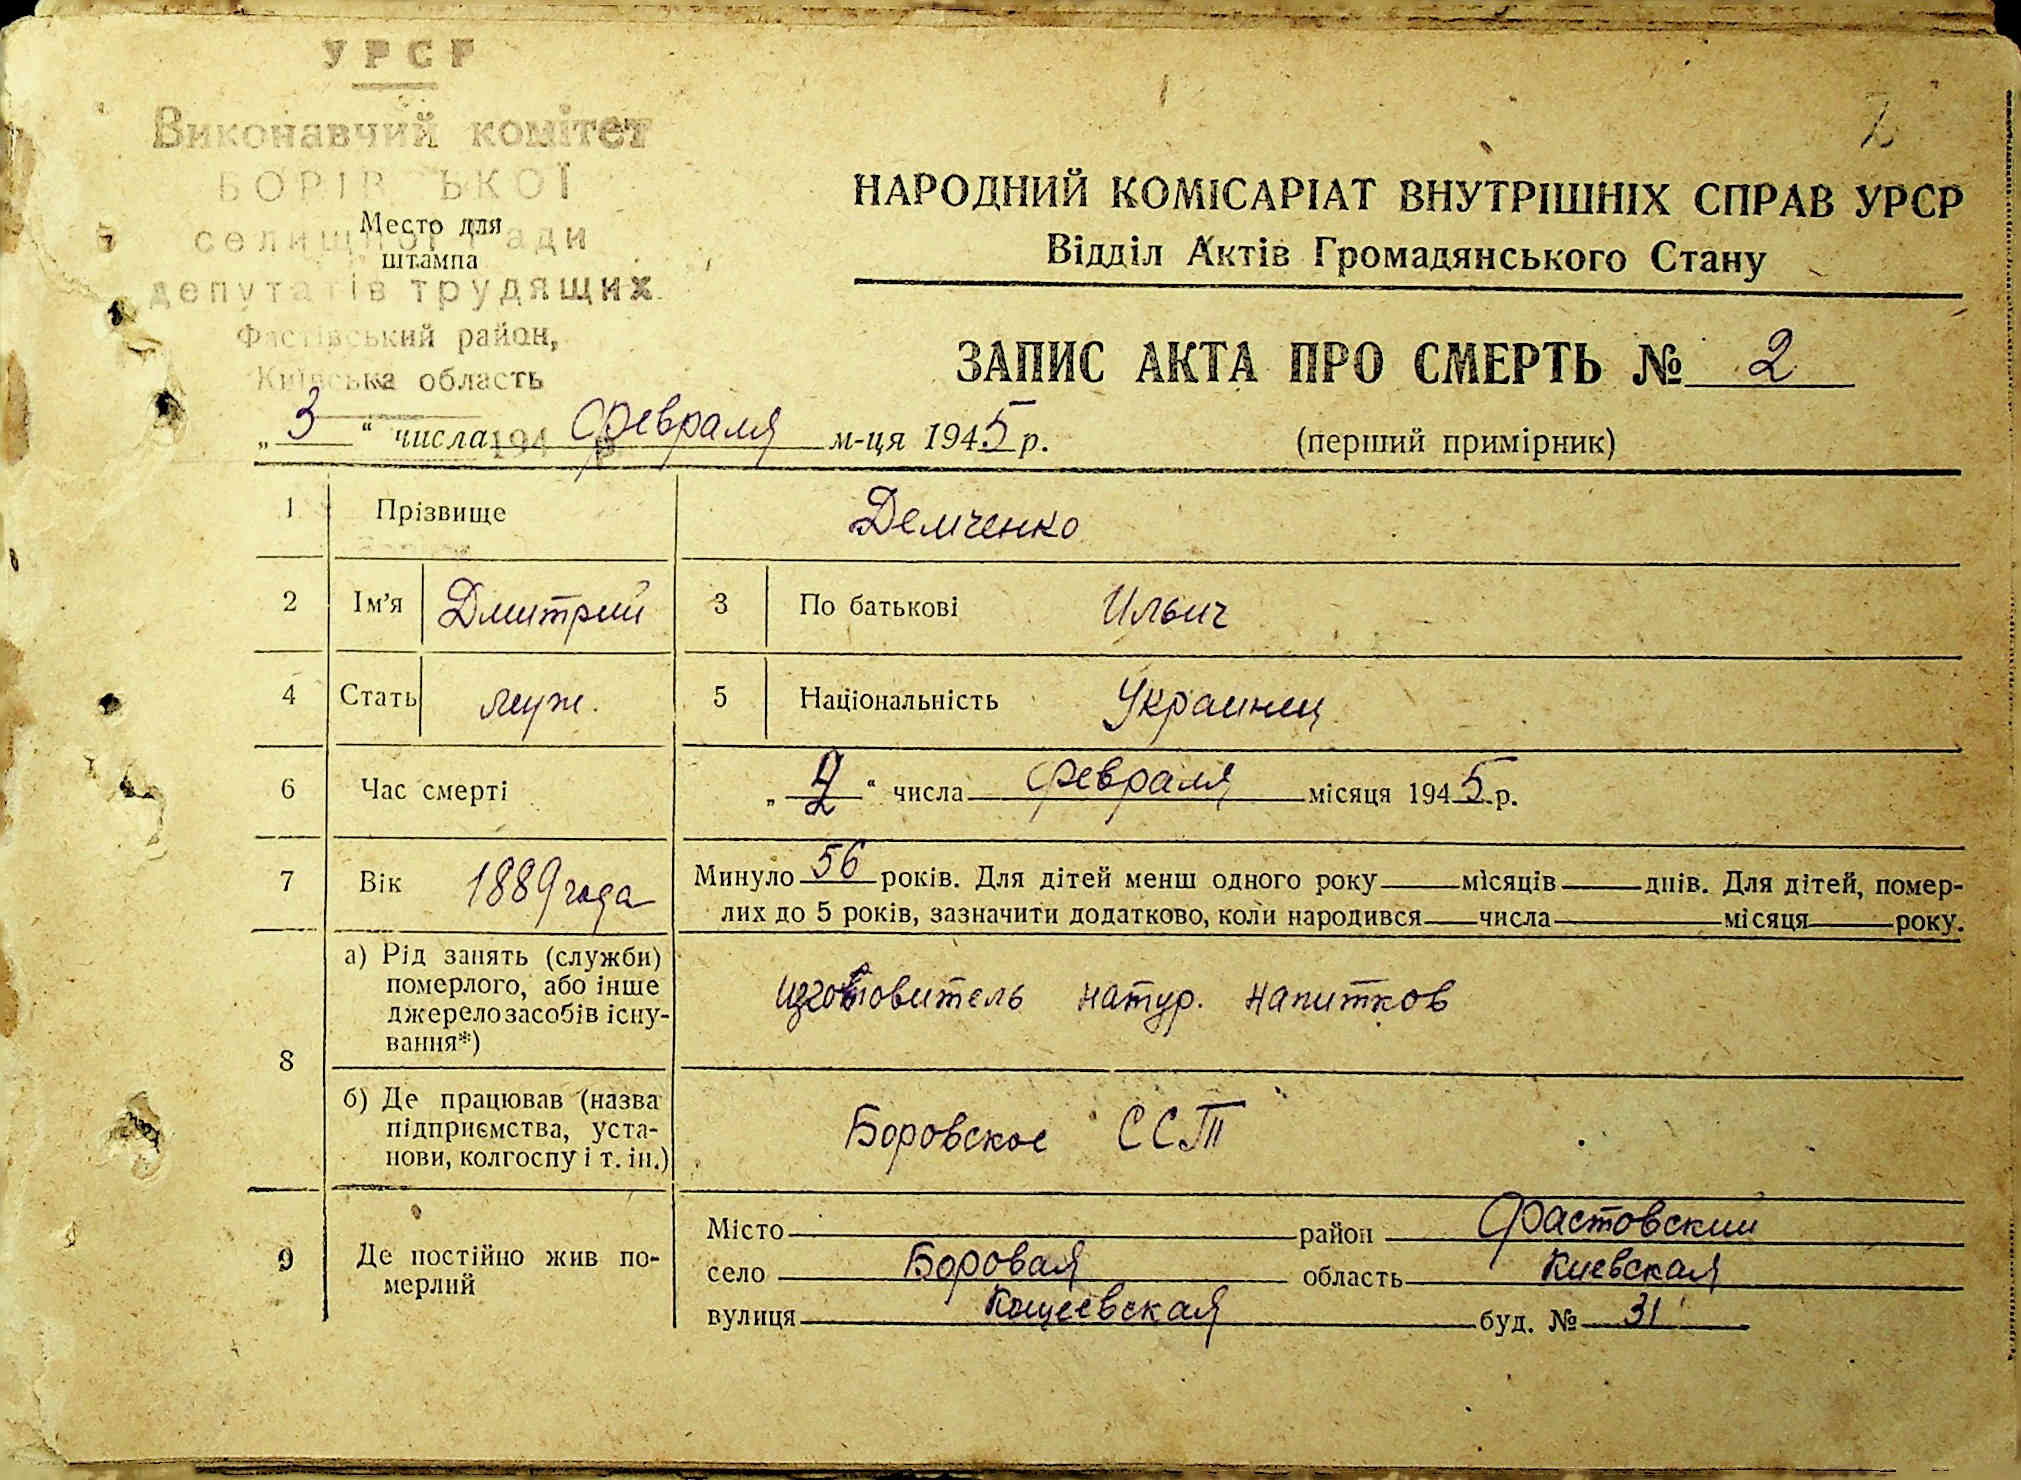 УРСР
Виконавчий комітет
БОРІВ ЬКОЇ
селищної ради
депутатів трудящих
Фастівський район,
Київська область
Место для
штампа
2
НАРОДНИЙ КОМІСАРІАТ ВНУТРІШНІХ СПРАВ УРСР
Відділ Актів Громадянського Стану
ЗАПИС АКТА ПРО СМЕРТЬ № 2
„ 3 “ числа 194 февраля м-ця 1945 р.
(перший примірник)
1 Прізвище Демченко
2 Ім’я Дмитрий 3 По батькові Ильич
4 Стать муж. 5 Національність Украинец
6 Час смерті „ 2 “ числа февраля місяця 1945 р.
7 Вік 1889 года Минуло 56 років. Для дітей менш одного року місяців днів. Для дітей, помер-
лих до 5 років, зазначити додатково, коли народився числа місяця року.
8
а) Рід занять (служби)
померлого, або інше
джерело засобів існу-
вання*)
изготовитель натур. напитков
б) Де працював (назва
підприємства, уста-
нови, колгоспу і т. ін.)
Боровское ССТП
9 Де постійно жив по-
мерлий
Місто район Фастовский
село Боровая область Киевская
вулиця Кощеевская буд. № 31